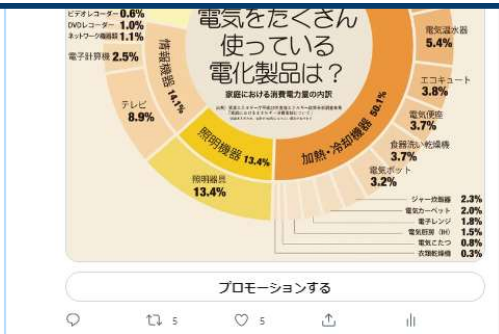 ビデオレコーダー 0.6%
DVDレコーダー 1.0%
ネットワーク機器類 1.1%
電子計算機 2.5%
テレビ
8.9%
情報機器 14.1%
電気をたくさん
使っている
電化製品は？
家庭における消費電力量の内訳
照明機器 13.4%
照明器具
13.4%
加熱・冷却機器 50.1%
電気温水器
5.4%
エコキュート
3.8%
電気便座
3.7%
食器洗い乾燥機
3.7%
電気ポット
3.2%
ジャー炊飯器 2.3%
電気カーペット 2.0%
電子レンジ 1.8%
電気厨房(IH) 1.5%
電気こたつ 0.8%
衣類乾燥機 0.3%
プロモーションする
5
5